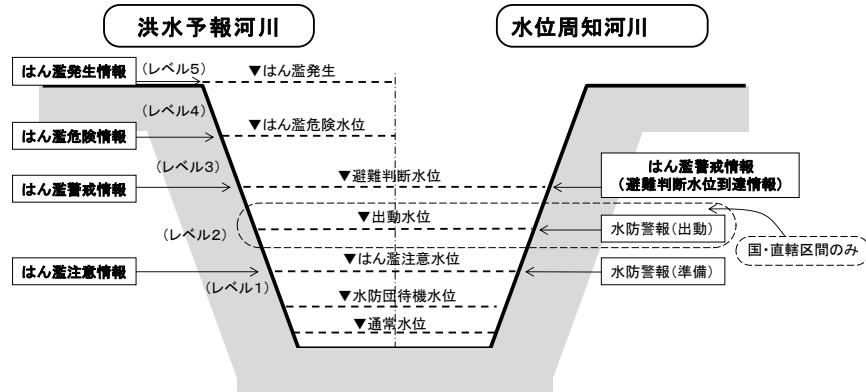 洪水予報河川
水位周知河川
はん濫発生情報
(レベル5)
▼はん濫発生
(レベル4)
はん濫危険情報
▼はん濫危険水位
(レベル3)
はん濫警戒情報
▼避難判断水位
はん濫警戒情報
(避難判断水位到達情報)
▼出動水位
水防警報(出動)
(レベル2)
国・直轄区間のみ
はん濫注意情報
▼はん濫注意水位
水防警報(準備)
(レベル1)
▼水防団待機水位
▼通常水位